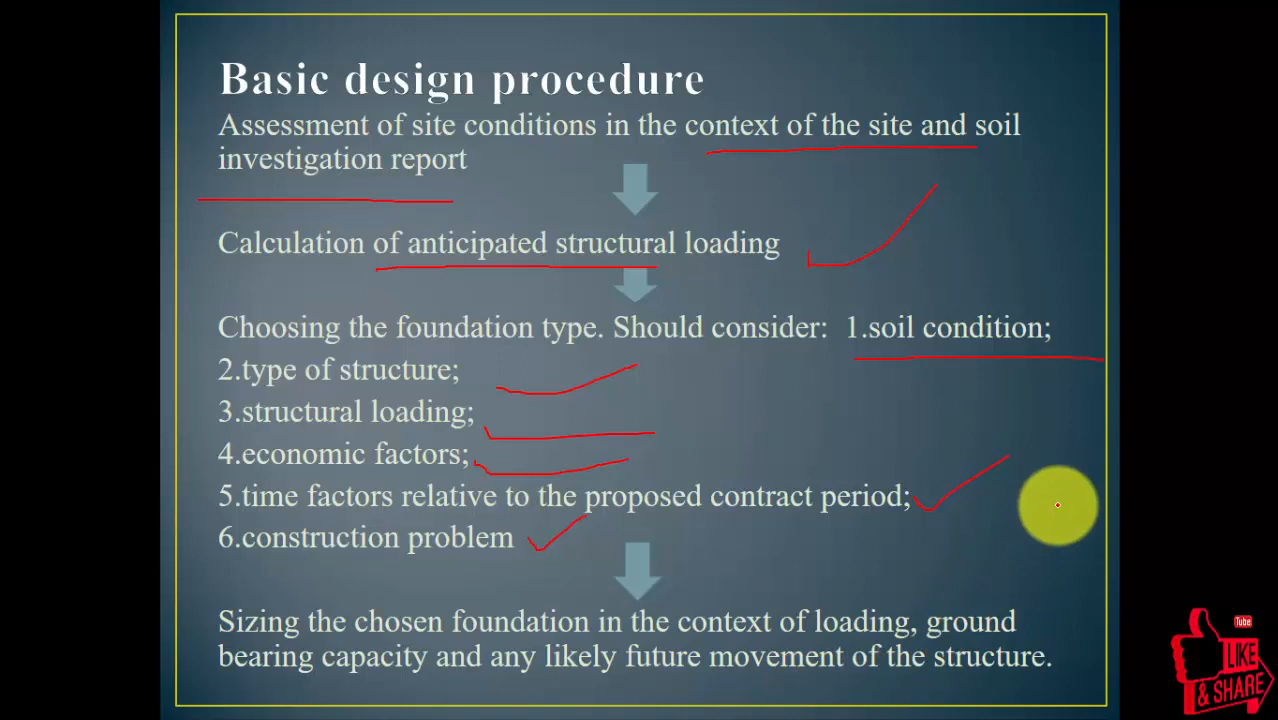 Basic design procedure
Assessment of site conditions in the context of the site and soil
investigation report
Calculation of anticipated structural loading
Choosing the foundation type. Should consider: 1.soil condition;
2.type of structure;
3.structural loading;
4.economic factors;
5.time factors relative to the proposed contract period;
6.construction problem
Sizing the chosen foundation in the context of loading, ground
bearing capacity and any likely future movement of the structure.
Tube
LIKE
& SHARE